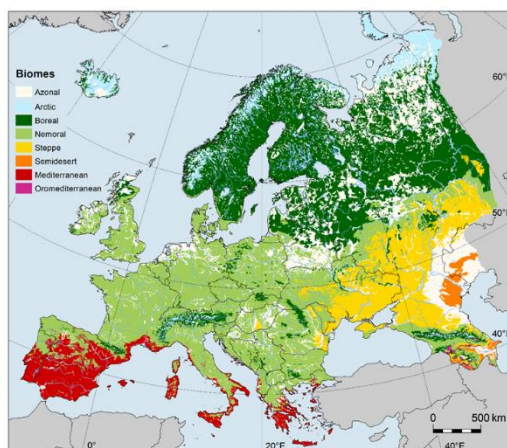 Biomes
Azonal
Arctic
Boreal
Nemoral
Steppe
Semidesert
Mediterranean
Oromediterranean
60°
50°
40°
0°
20°E
40°E
0
500 km